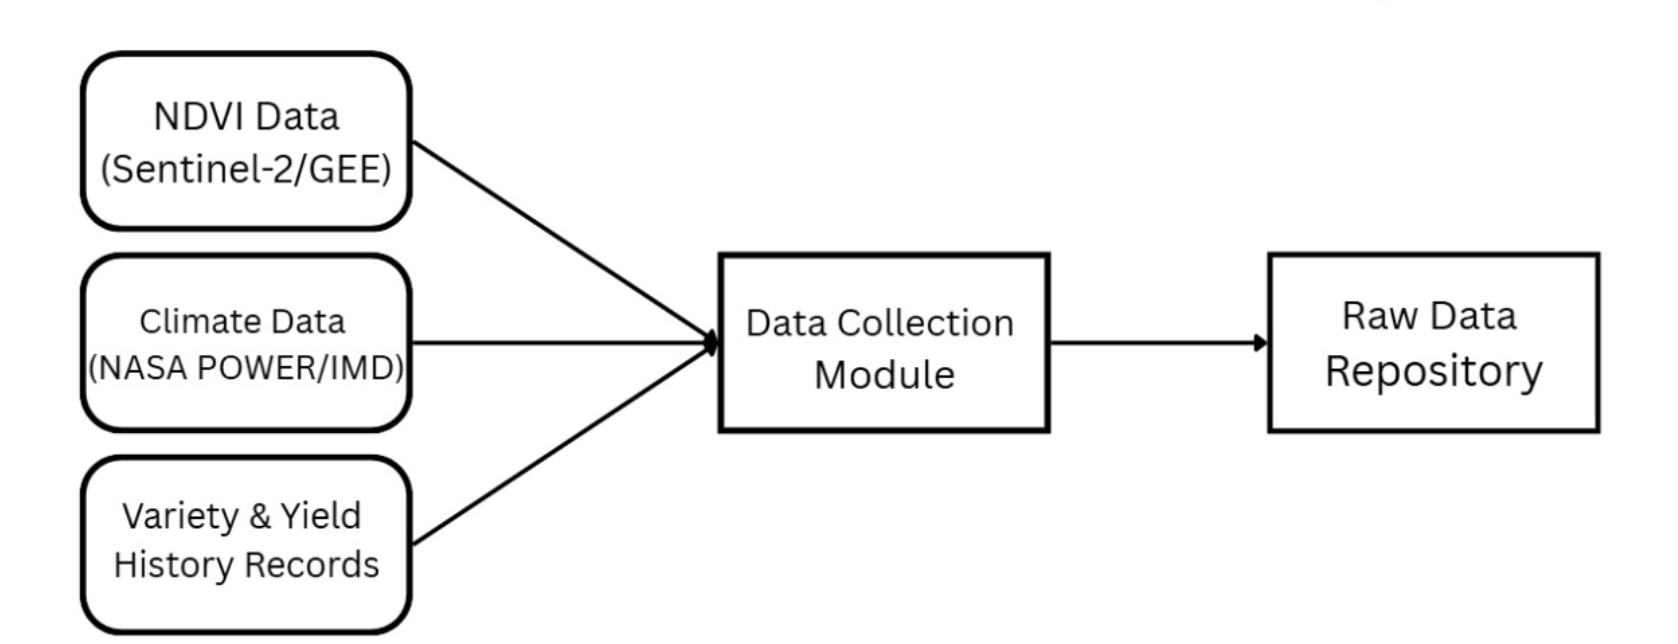 NDVI Data
(Sentinel-2/GEE)
Climate Data
(NASA POWER/IMD)
Variety & Yield
History Records
Data Collection
Module
Raw Data
Repository